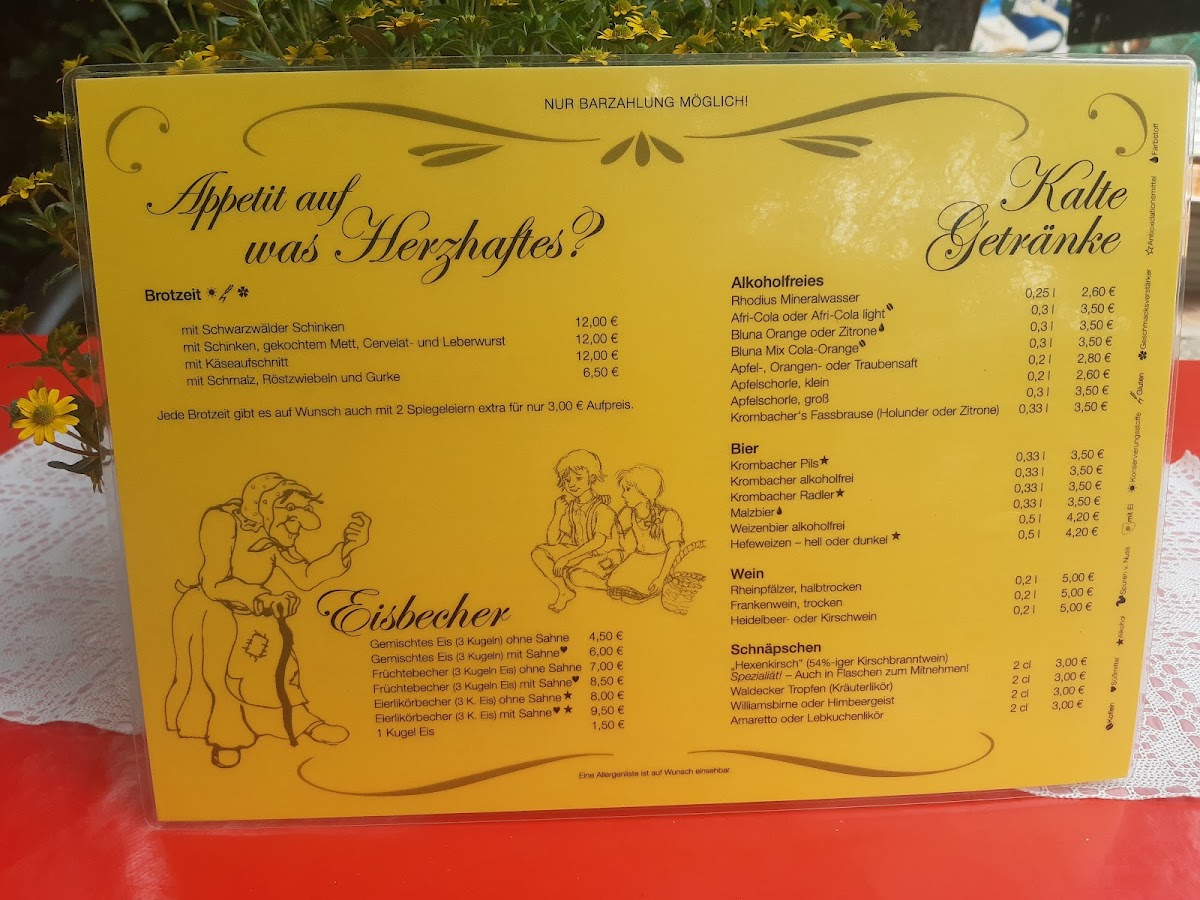 NUR BARZAHLUNG MÖGLICH!
Appetit auf
was Herzhaftes?
Brotzeit
mit Schwarzwälder Schinken 12,00 €
mit Schinken, gekochtem Mett, Cervelat- und Leberwurst 12,00 €
mit Käseaufschnitt 12,00 €
mit Schmalz, Röstzwiebeln und Gurke 6,50 €
Jede Brotzeit gibt es auf Wunsch auch mit 2 Spiegeleiern extra für nur 3,00 € Aufpreis.
Eisbecher
Gemischtes Eis (3 Kugeln) ohne Sahne 4,50 €
Gemischtes Eis (3 Kugeln) mit Sahne♥ 6,00 €
Früchtebecher (3 Kugeln Eis) ohne Sahne 7,00 €
Früchtebecher (3 Kugeln Eis) mit Sahne♥ 8,50 €
Eierlikörbecher (3 K. Eis) ohne Sahne★ 8,00 €
Eierlikörbecher (3 K. Eis) mit Sahne♥★ 9,50 €
1 Kugel Eis 1,50 €
Kalte
Getränke
Alkoholfreies
Rhodius Mineralwasser 0,25 l 2,60 €
Afri-Cola oder Afri-Cola light 0,3 l 3,50 €
Bluna Orange oder Zitrone 0,3 l 3,50 €
Bluna Mix Cola-Orange 0,3 l 3,50 €
Apfel-, Orangen- oder Traubensaft 0,2 l 2,80 €
Apfelschorle, klein 0,2 l 2,60 €
Apfelschorle, groß 0,3 l 3,50 €
Krombacher's Fassbrause (Holunder oder Zitrone) 0,33 l 3,50 €
Bier
Krombacher Pils★ 0,33 l 3,50 €
Krombacher alkoholfrei 0,33 l 3,50 €
Krombacher Radler★ 0,33 l 3,50 €
Malzbier 0,33 l 3,50 €
Weizenbier alkoholfrei 0,5 l 4,20 €
Hefeweizen – hell oder dunkel★ 0,5 l 4,20 €
Wein
Rheinpfälzer, halbtrocken 0,2 l 5,00 €
Frankenwein, trocken 0,2 l 5,00 €
Heidelbeer- oder Kirschwein 0,2 l 5,00 €
Schnäpschen
„Hexenkirsch" (54%-iger Kirschbranntwein) 2 cl 3,00 €
Spezialiät! – Auch in Flaschen zum Mitnehmen!
Waldecker Tropfen (Kräuterlikör) 2 cl 3,00 €
Williamsbirne oder Himbeergeist 2 cl 3,00 €
Amaretto oder Lebkuchenlikör 2 cl 3,00 €
Eine Allergenliste ist auf Wunsch einsehbar.
Koffein ♥Süßmittel ★Alkohol Spuren v. Nuss mit Ei Konservierungsstoffe Gluten Geschmacksverstärker ☆Antioxidationsmittel Farbstoff